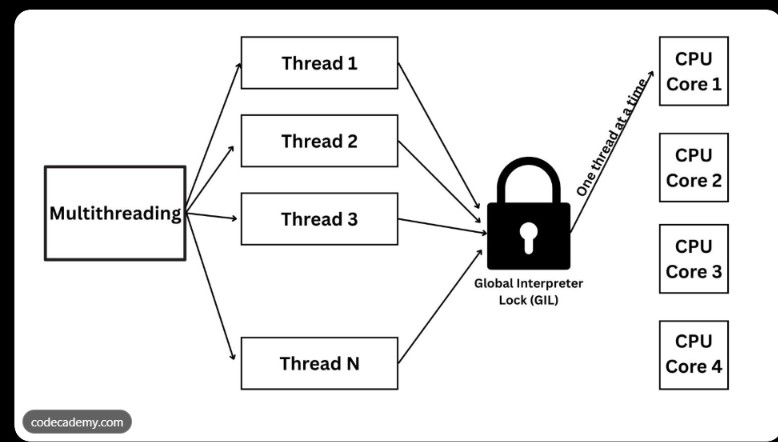 Thread 1
Thread 2
Thread 3
Thread N
Multithreading
Global Interpreter
Lock (GIL)
One thread at a time
CPU
Core 1
CPU
Core 2
CPU
Core 3
CPU
Core 4
codecademy.com